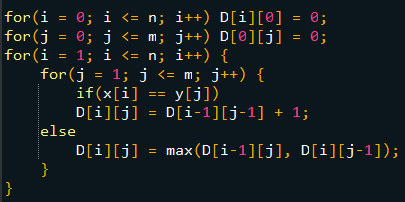 for(i = 0; i <= n; i++) D[i][0] = 0;
for(j = 0; j <= m; j++) D[0][j] = 0;
for(i = 1; i <= n; i++) {
    for(j = 1; j <= m; j++) {
        if(x[i] == y[j])
        D[i][j] = D[i-1][j-1] + 1;
    else
        D[i][j] = max(D[i-1][j], D[i][j-1]);
    }
}